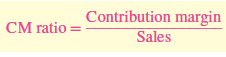 CM ratio = Contribution margin
Sales